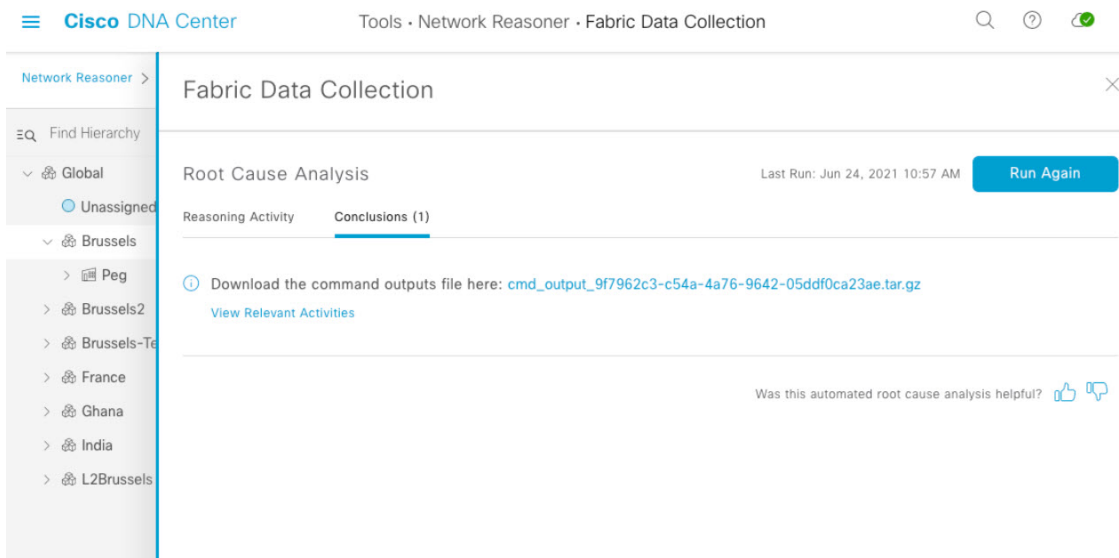 Cisco DNA Center
Tools · Network Reasoner · Fabric Data Collection
Network Reasoner >
Fabric Data Collection
Find Hierarchy
Global
Unassigned
Brussels
Peg
Brussels2
Brussels-Te
France
Ghana
India
L2Brussels
Root Cause Analysis
Last Run: Jun 24, 2021 10:57 AM
Run Again
Reasoning Activity
Conclusions (1)
Download the command outputs file here: cmd_output_9f7962c3-c54a-4a76-9642-05ddf0ca23ae.tar.gz
View Relevant Activities
Was this automated root cause analysis helpful?